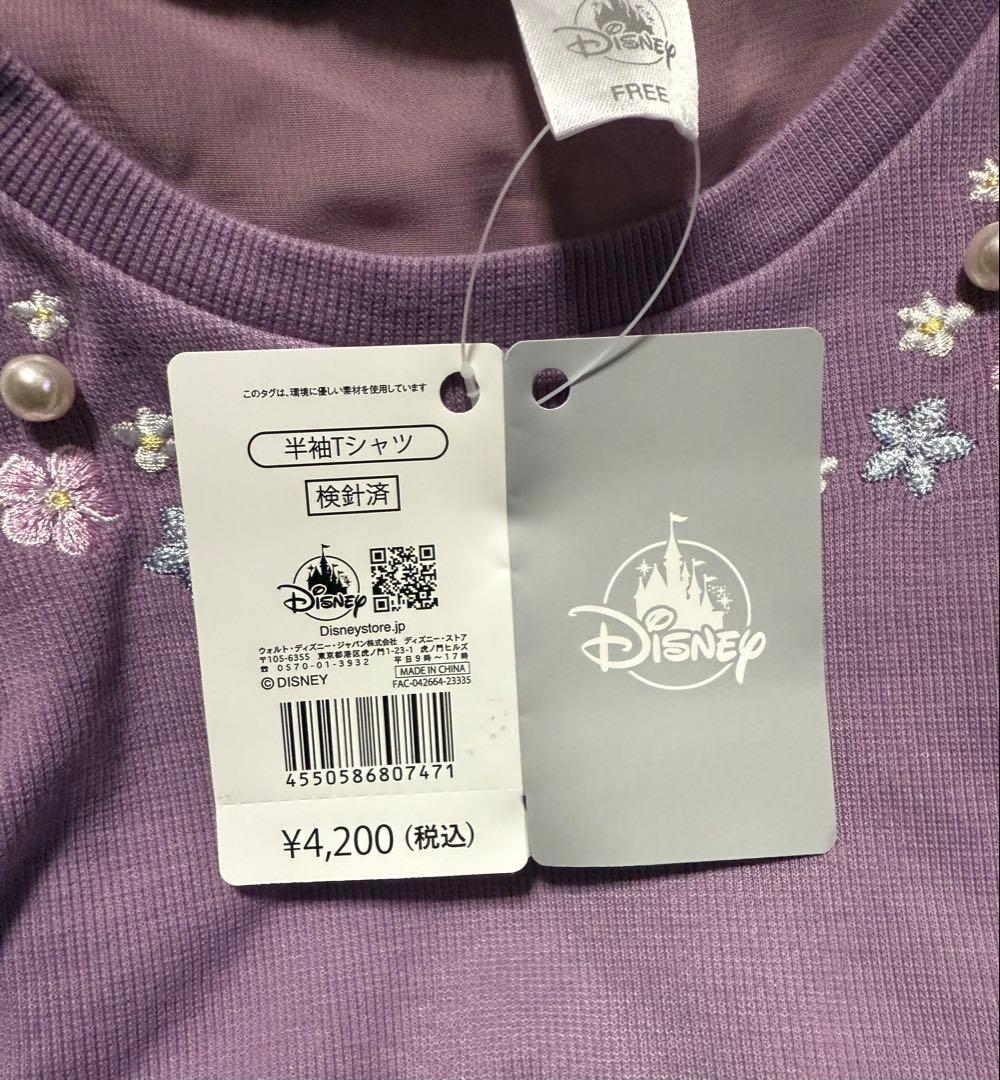 Disney
FREE
このタグは、環境に優しい素材を使用しています
半袖Tシャツ
検針済
Disney
Disneystore.jp
ウォルト・ディズニー・ジャパン株式会社 ディズニー・ストア
〒105-6355 東京都港区虎ノ門1-23-1 虎ノ門ヒルズ
☎ 0570-01-3932 平日9時～17時
MADE IN CHINA
© DISNEY
FAC-042664-23335
4550586807471
¥4,200 (税込)
Disney